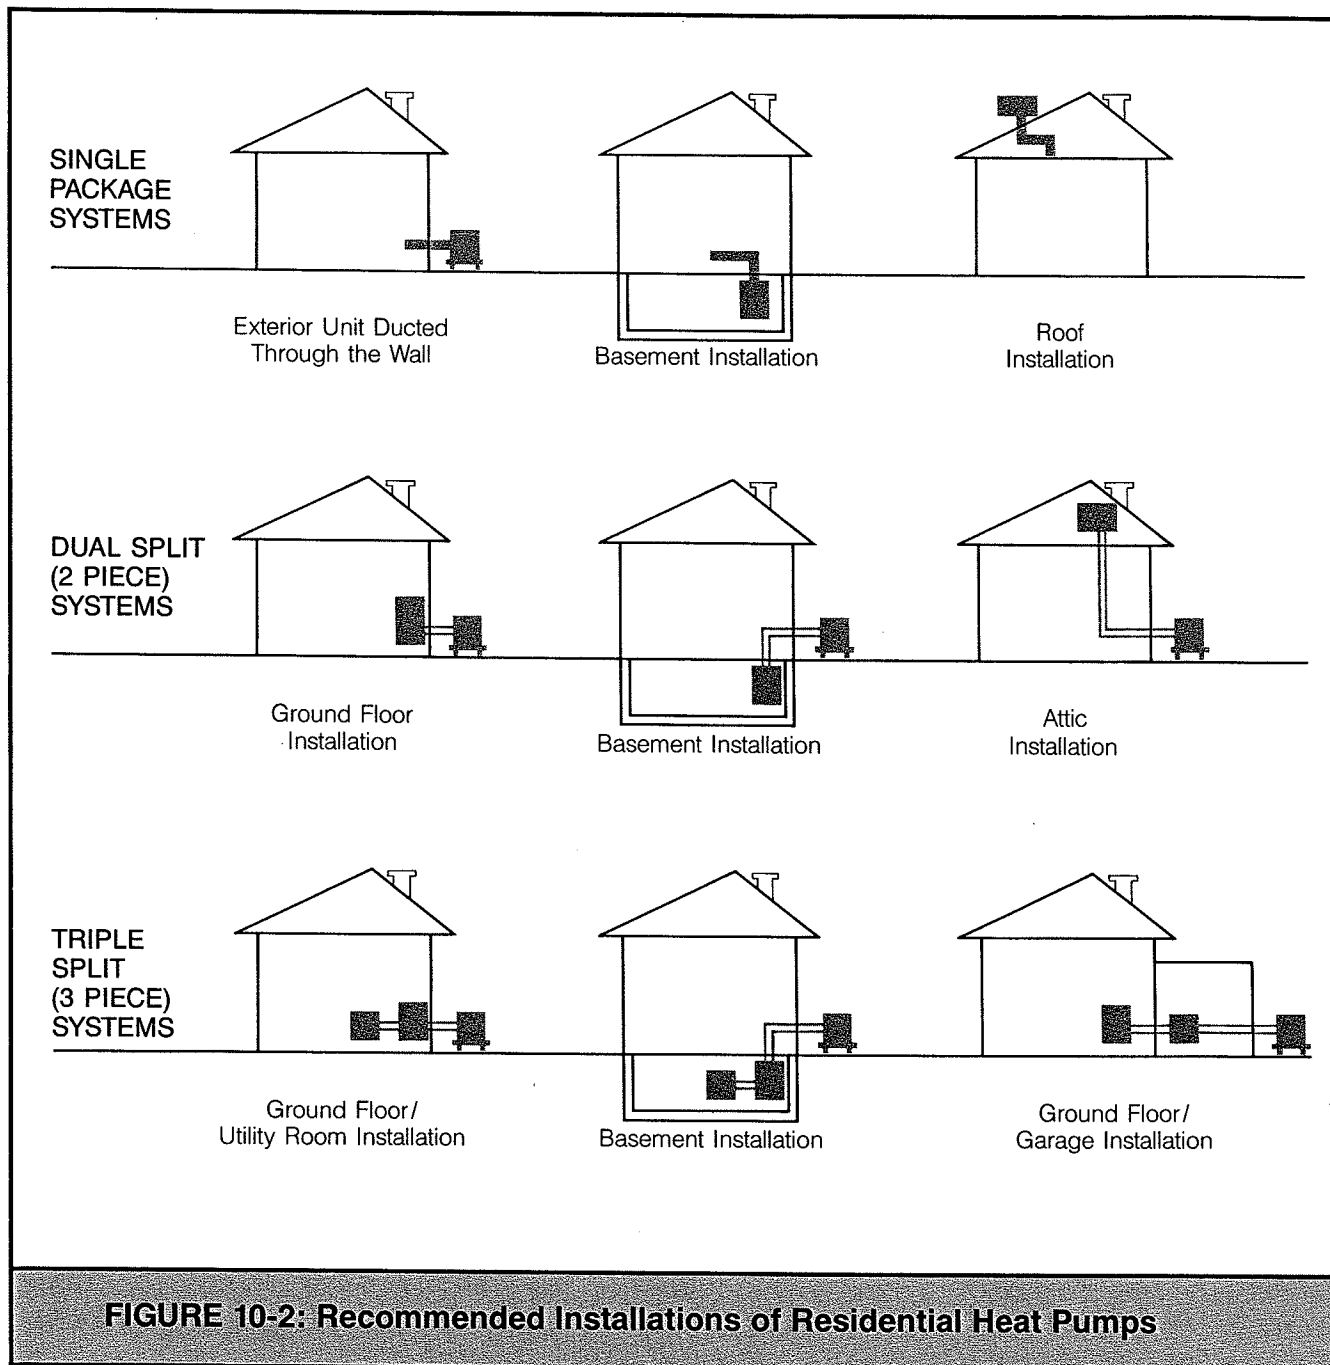 SINGLE
PACKAGE
SYSTEMS
Exterior Unit Ducted
Through the Wall
Basement Installation
Roof
Installation
DUAL SPLIT
(2 PIECE)
SYSTEMS
Ground Floor
Installation
Basement Installation
Attic
Installation
TRIPLE
SPLIT
(3 PIECE)
SYSTEMS
Ground Floor/
Utility Room Installation
Basement Installation
Ground Floor/
Garage Installation
FIGURE 10-2: Recommended Installations of Residential Heat Pumps